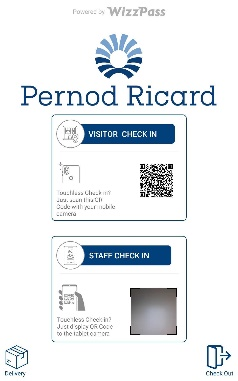 Powered by WizzPass
Pernod Ricard
VISITOR CHECK IN
Touchless Check in?
Just scan this QR
Code with your mobile
camera
STAFF CHECK IN
Touchless Check in?
Just display QR Code
to the tablet camera
Delivery
Check Out